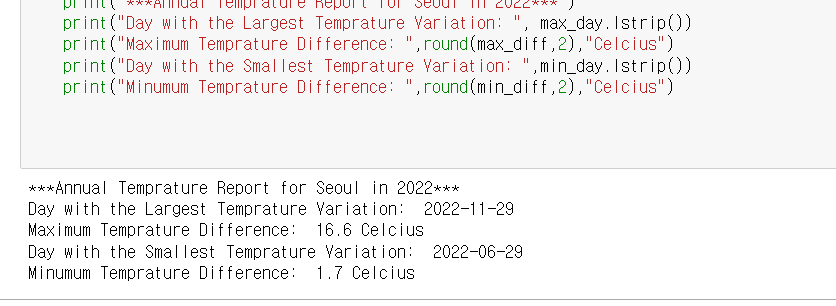 print("***Annual Temprature Report for Seoul in 2022***")
print("Day with the Largest Temprature Variation: ", max_day.lstrip())
print("Maximum Temprature Difference: ",round(max_diff,2),"Celcius")
print("Day with the Smallest Temprature Variation: ",min_day.lstrip())
print("Minumum Temprature Difference: ",round(min_diff,2),"Celcius")
***Annual Temprature Report for Seoul in 2022***
Day with the Largest Temprature Variation:  2022-11-29
Maximum Temprature Difference:  16.6 Celcius
Day with the Smallest Temprature Variation:  2022-06-29
Minumum Temprature Difference:  1.7 Celcius